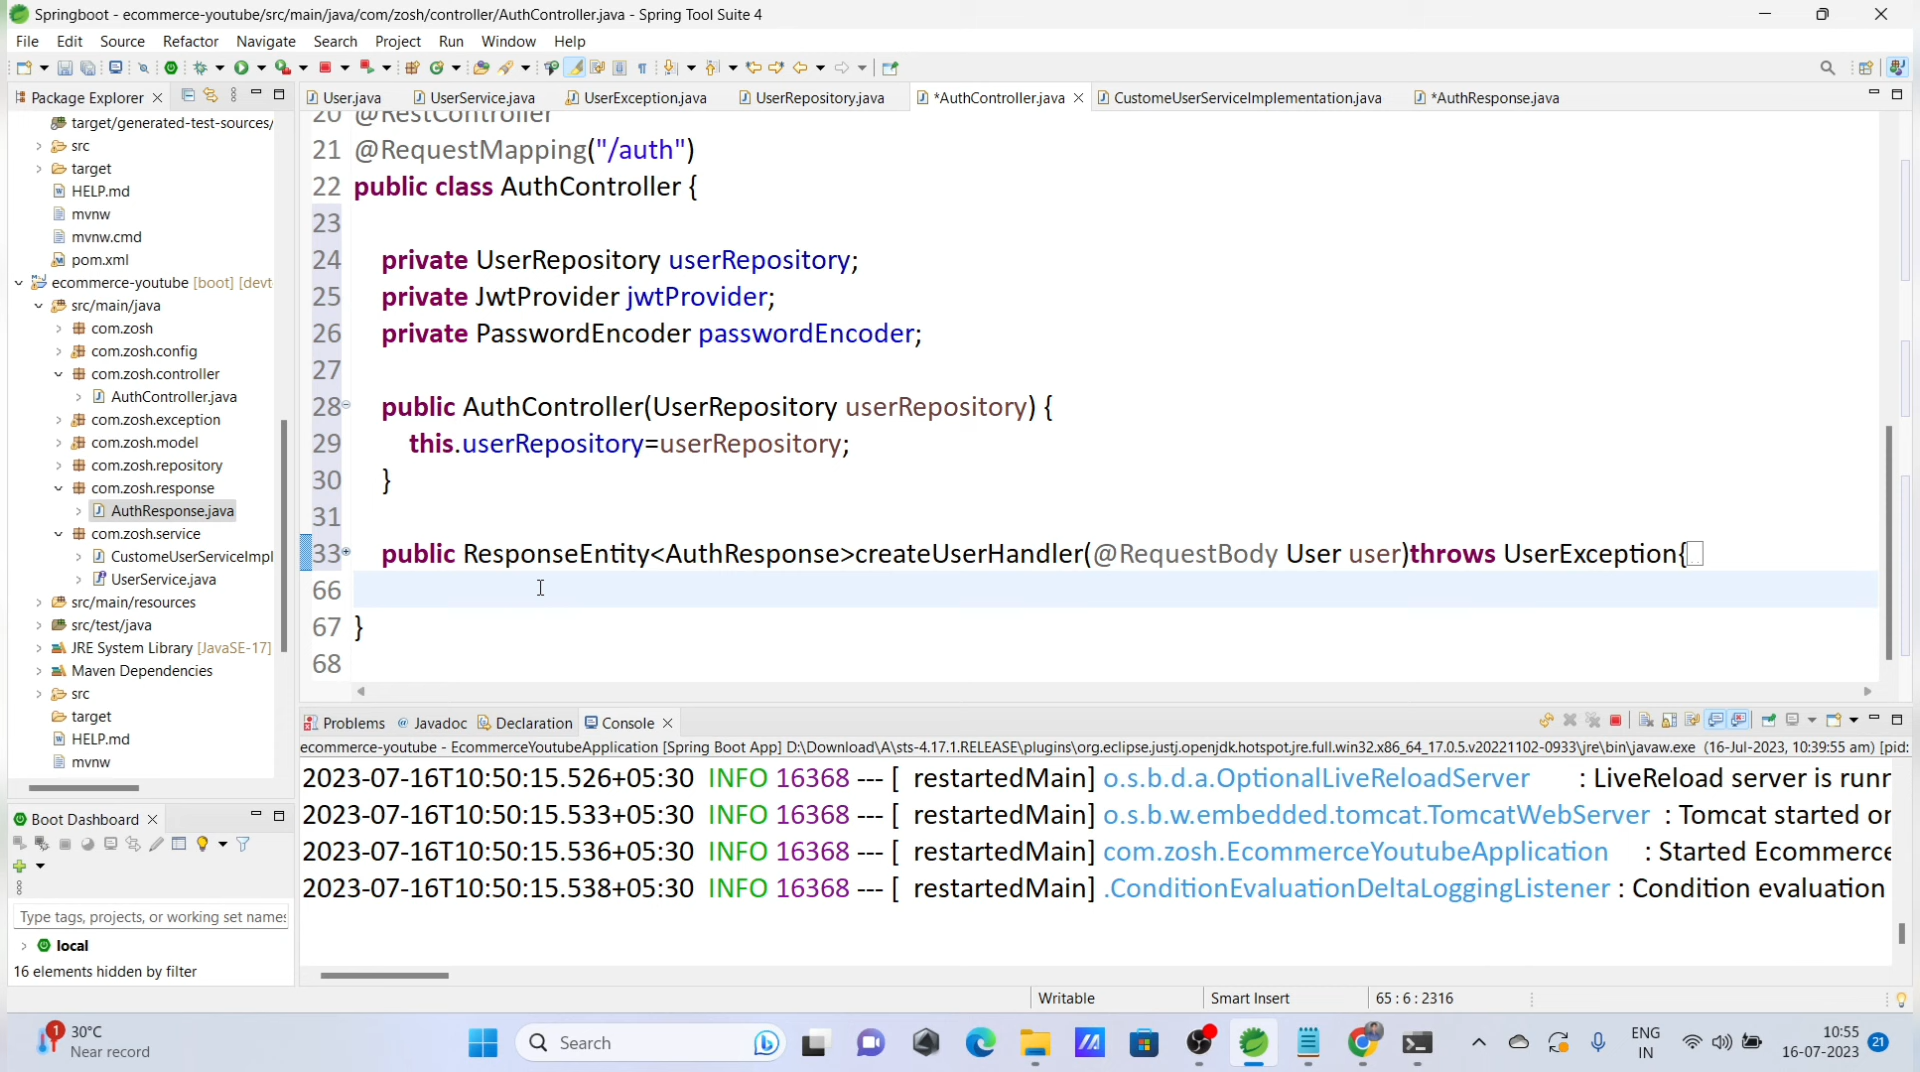 Springboot - ecommerce-youtube/src/main/java/com/zosh/controller/AuthController.java - Spring Tool Suite 4
File Edit Source Refactor Navigate Search Project Run Window Help
Package Explorer
User.java UserService.java UserException.java UserRepository.java *AuthController.java CustomeUserServiceImplementation.java *AuthResponse.java
target/generated-test-sources/
src
target
HELP.md
mvnw
mvnw.cmd
pom.xml
ecommerce-youtube [boot] [devt
src/main/java
com.zosh
com.zosh.config
com.zosh.controller
AuthController.java
com.zosh.exception
com.zosh.model
com.zosh.repository
com.zosh.response
AuthResponse.java
com.zosh.service
CustomeUserServiceImpl
UserService.java
src/main/resources
src/test/java
JRE System Library [JavaSE-17]
Maven Dependencies
src
target
HELP.md
mvnw
20 @RestController
21 @RequestMapping("/auth")
22 public class AuthController {
23
24 private UserRepository userRepository;
25 private JwtProvider jwtProvider;
26 private PasswordEncoder passwordEncoder;
27
28 public AuthController(UserRepository userRepository) {
29 this.userRepository=userRepository;
30 }
31
33 public ResponseEntity<AuthResponse>createUserHandler(@RequestBody User user)throws UserException{
66
67 }
68
Problems Javadoc Declaration Console
ecommerce-youtube - EcommerceYoutubeApplication [Spring Boot App] D:\Download\A\sts-4.17.1.RELEASE\plugins\org.eclipse.justj.openjdk.hotspot.jre.full.win32.x86_64_17.0.5.v20221102-0933\jre\bin\javaw.exe (16-Jul-2023, 10:39:55 am) [pid:
2023-07-16T10:50:15.526+05:30 INFO 16368 --- [ restartedMain] o.s.b.d.a.OptionalLiveReloadServer : LiveReload server is runn
2023-07-16T10:50:15.533+05:30 INFO 16368 --- [ restartedMain] o.s.b.w.embedded.tomcat.TomcatWebServer : Tomcat started on
2023-07-16T10:50:15.536+05:30 INFO 16368 --- [ restartedMain] com.zosh.EcommerceYoutubeApplication : Started Ecommerce
2023-07-16T10:50:15.538+05:30 INFO 16368 --- [ restartedMain] .ConditionEvaluationDeltaLoggingListener : Condition evaluation
Boot Dashboard
Type tags, projects, or working set names
local
16 elements hidden by filter
Writable Smart Insert 65 : 6 : 2316
1
30°C
Near record
Search
ENG
IN
10:55
16-07-2023
21